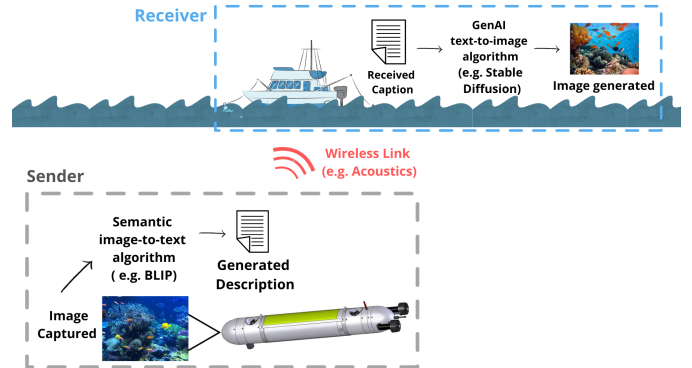 Receiver
Received
Caption
GenAI
text-to-image
algorithm
(e.g. Stable
Diffusion)
Image generated
Wireless Link
(e.g. Acoustics)
Sender
Image
Captured
Semantic
image-to-text
algorithm
( e.g. BLIP)
Generated
Description